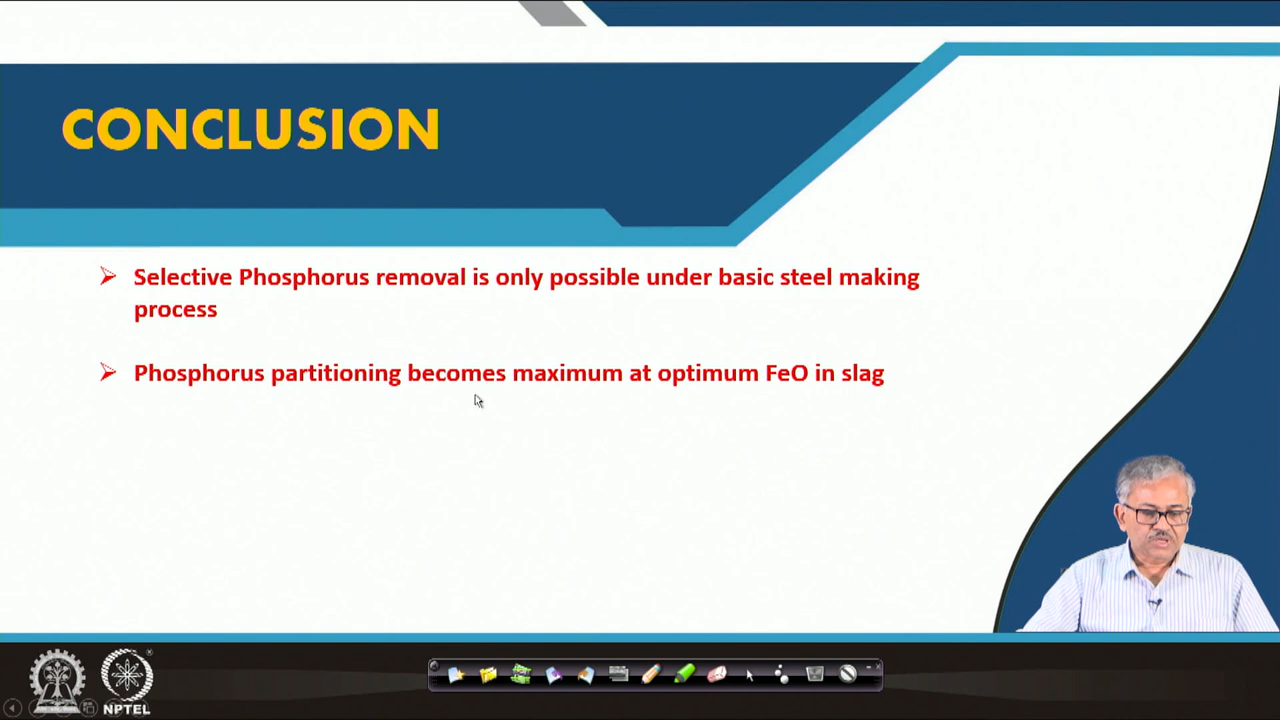 CONCLUSION
Selective Phosphorus removal is only possible under basic steel making
process
Phosphorus partitioning becomes maximum at optimum FeO in slag
NPTEL